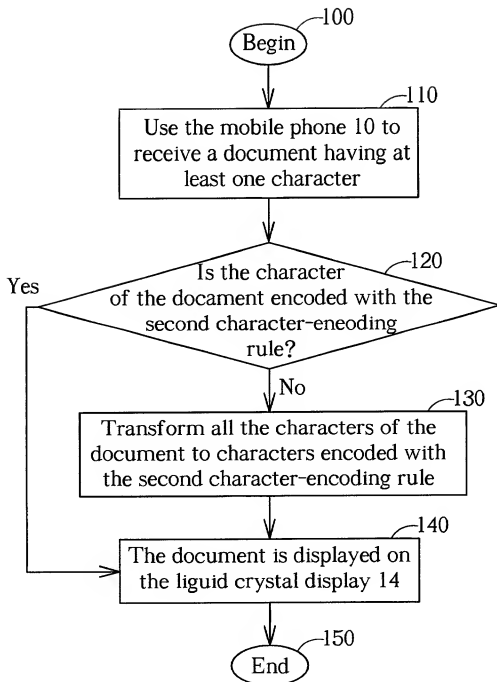 100
Begin
110
Use the mobile phone 10 to
receive a document having at
least one character
120
Yes
Is the character
of the document encoded with the
second character-eneoding
rule?
No
130
Transform all the characters of the
document to characters encoded with
the second character-encoding rule
140
The document is displayed on
the liguid crystal display 14
150
End